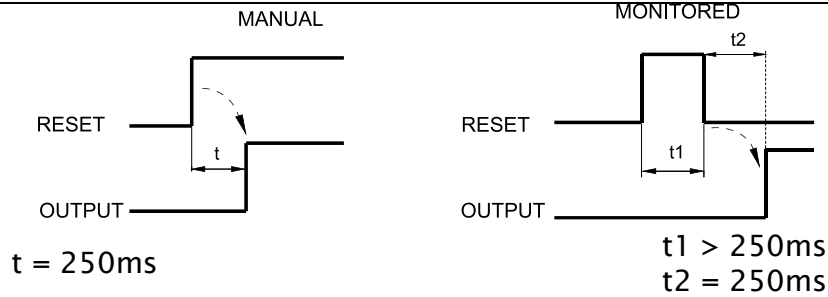 MANUAL
RESET
t
OUTPUT
t = 250ms
MONITORED
t2
RESET
t1
OUTPUT
t1 > 250ms
t2 = 250ms